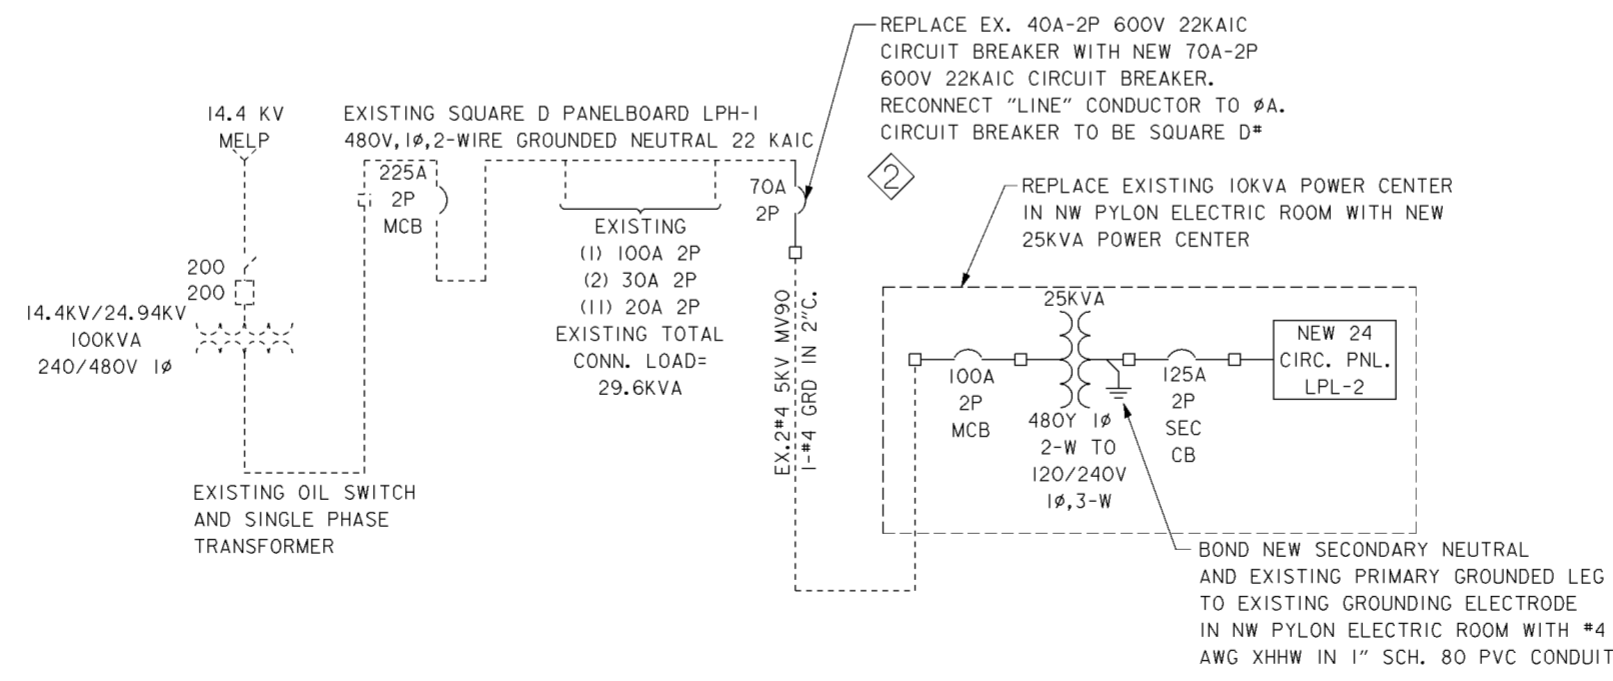 REPLACE EX. 40A-2P 600V 22KAIC
CIRCUIT BREAKER WITH NEW 70A-2P
600V 22KAIC CIRCUIT BREAKER.
RECONNECT "LINE" CONDUCTOR TO ØA.
CIRCUIT BREAKER TO BE SQUARE D#
14.4 KV
MELP
EXISTING SQUARE D PANELBOARD LPH-1
480V,1Ø,2-WIRE GROUNDED NEUTRAL 22 KAIC
225A
2P
MCB
EXISTING
(1) 100A 2P
(2) 30A 2P
(11) 20A 2P
EXISTING TOTAL
CONN. LOAD=
29.6KVA
70A
2P
2
REPLACE EXISTING 10KVA POWER CENTER
IN NW PYLON ELECTRIC ROOM WITH NEW
25KVA POWER CENTER
200
200
14.4KV/24.94KV
100KVA
240/480V 1Ø
EXISTING OIL SWITCH
AND SINGLE PHASE
TRANSFORMER
EX.2#4 5KV MV90
1-#4 GRD IN 2"C.
100A
2P
MCB
25KVA
480Y 1Ø
2-W TO
120/240V
1Ø,3-W
125A
2P
SEC
CB
NEW 24
CIRC. PNL.
LPL-2
BOND NEW SECONDARY NEUTRAL
AND EXISTING PRIMARY GROUNDED LEG
TO EXISTING GROUNDING ELECTRODE
IN NW PYLON ELECTRIC ROOM WITH #4
AWG XHHW IN 1" SCH. 80 PVC CONDUIT